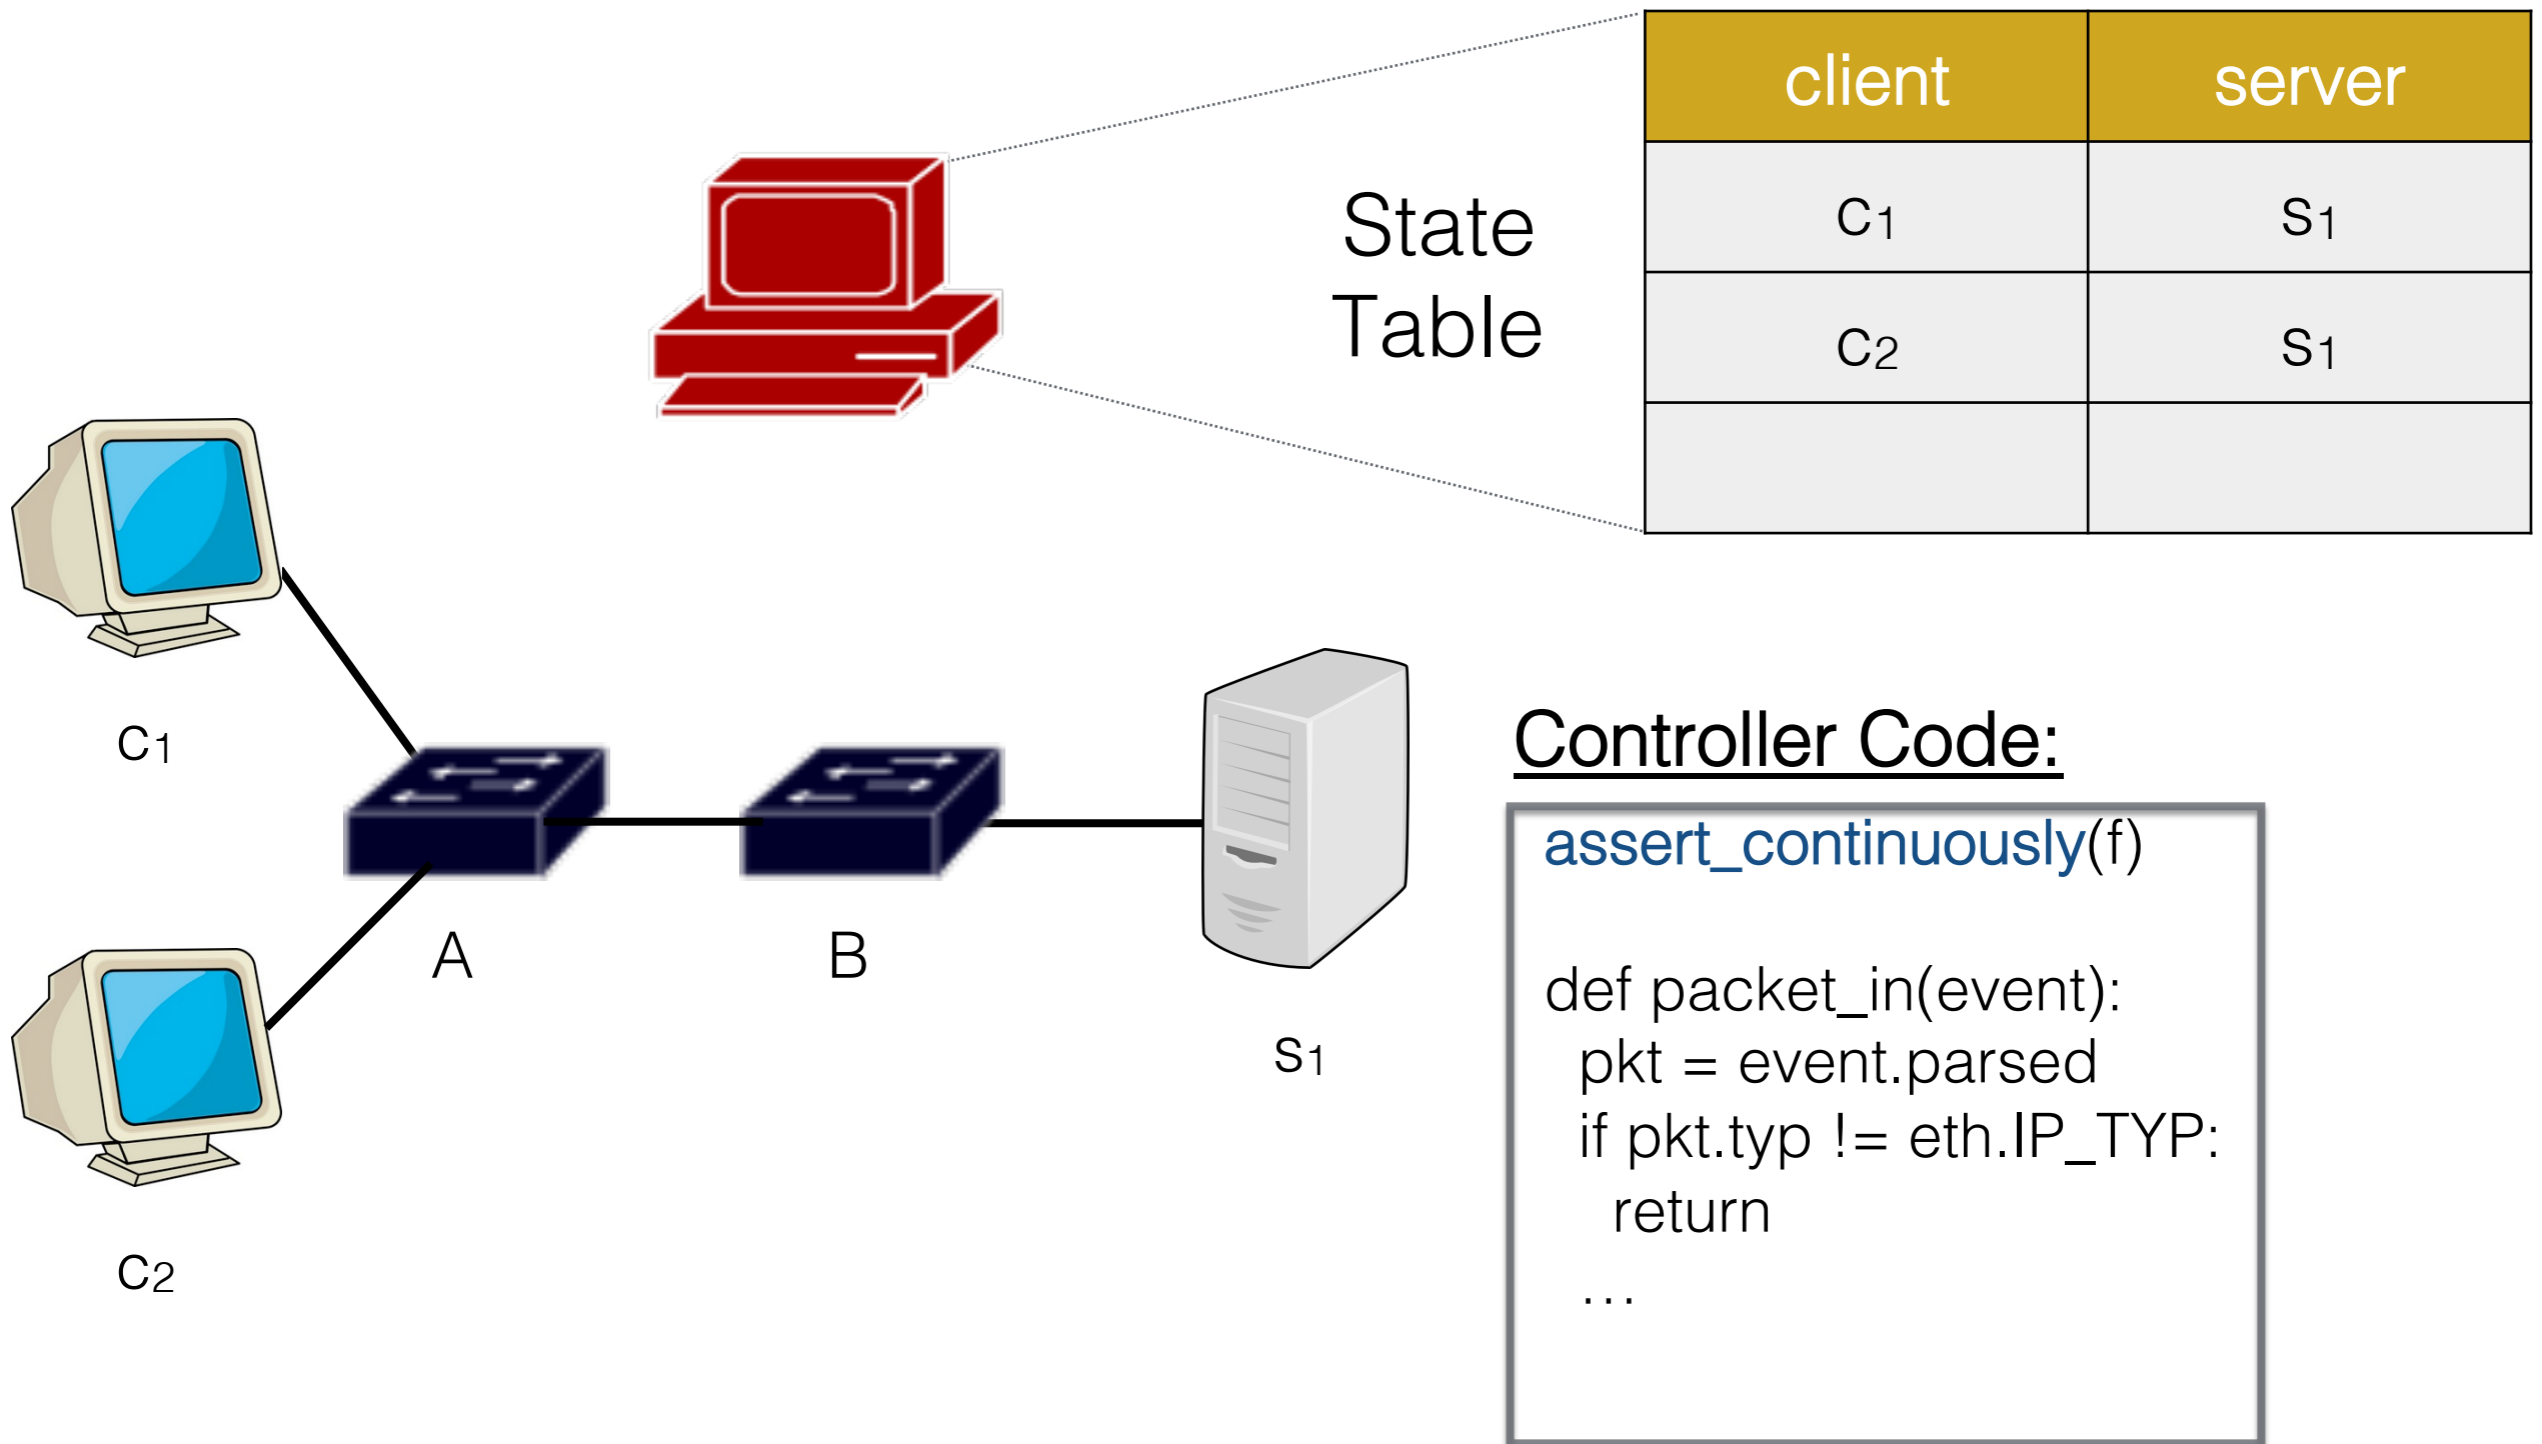 client server
State
Table
C1 S1
C2 S1
C1
A
B
S1
C2
Controller Code:
assert_continuously(f)
def packet_in(event):
pkt = event.parsed
if pkt.typ != eth.IP_TYP:
return
…